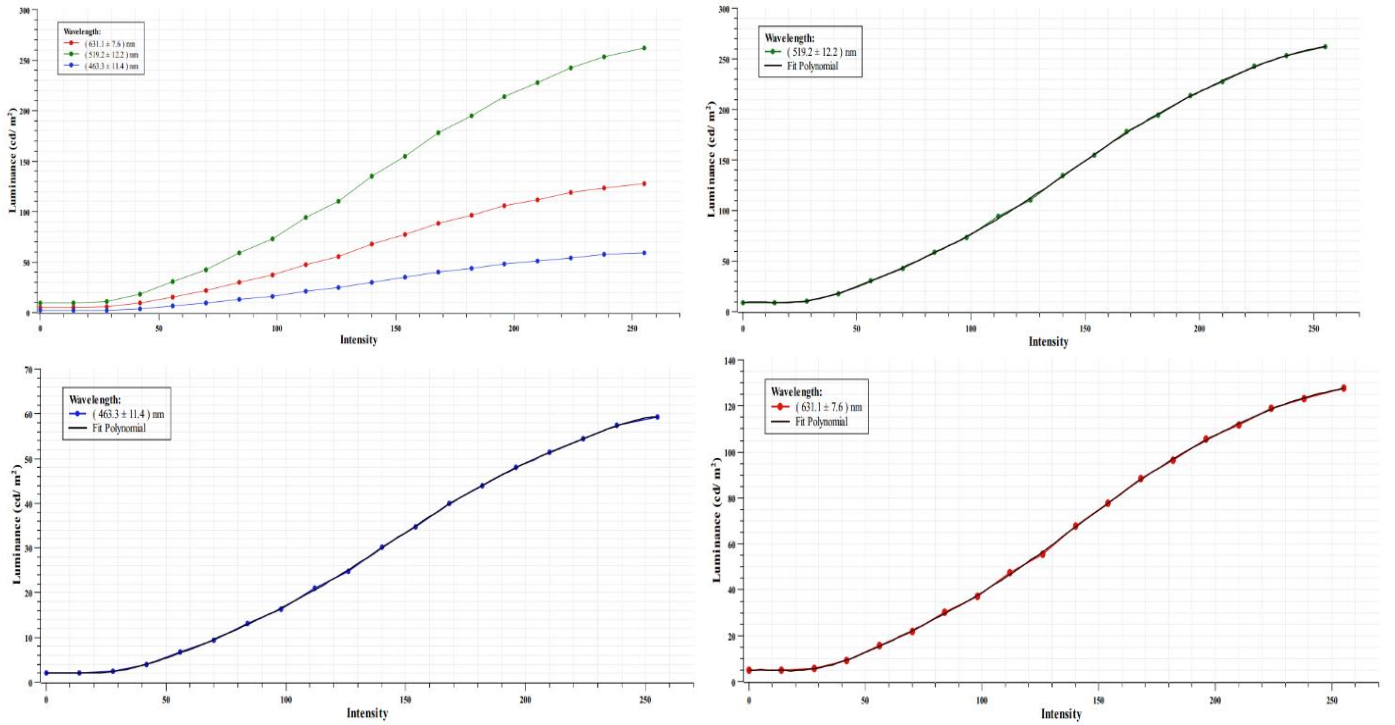 300
250
200
150
100
50
0
Luminance (cd/ m²)
Wavelength:
( 631.1 ± 7.6 ) nm
( 519.2 ± 12.2 ) nm
( 463.3 ± 11.4 ) nm
0 50 100 150 200 250
Intensity
300
250
200
150
100
50
0
Luminance (cd/ m²)
Wavelength:
( 519.2 ± 12.2 ) nm
Fit Polynomial
0 50 100 150 200 250
Intensity
70
60
50
40
30
20
10
0
Luminance (cd/ m²)
Wavelength:
( 463.3 ± 11.4 ) nm
Fit Polynomial
0 50 100 150 200 250
Intensity
140
120
100
80
60
40
20
0
Luminance (cd/ m²)
Wavelength:
( 631.1 ± 7.6 ) nm
Fit Polynomial
0 50 100 150 200 250
Intensity